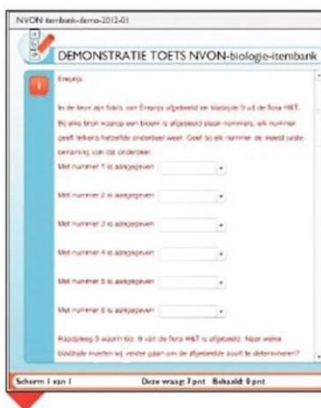 NVON itembank-demo-2012-01
DEMONSTRATIE TOETS NVON-biologie-itembank
1
Ereprijs
In de bron zijn foto's van Ereprijs afgebeeld en bladzijde 9 uit de flora H&T.
Bij elke bron waarop een bloem is afgebeeld staan nummers, elk nummer
geeft telkens hetzelfde onderdeel weer. Geef bij elk nummer de meest juiste
benaming van dat onderdeel.
Met nummer 1 is aangegeven
Met nummer 2 is aangegeven
Met nummer 3 is aangegeven
Met nummer 4 is aangegeven
Met nummer 5 is aangegeven
Met nummer 6 is aangegeven
Raadpleeg waarin blz. 9 van de flora H&T is afgebeeld. Naar welke
bladzijde moeten wij verder gaan om de afgebeelde soort te determineren?
Scherm 1 van 1
Deze vraag: 7 pnt Behaald: 0 pnt